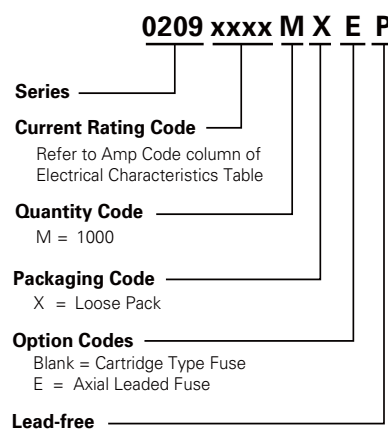 0209 xxxx M X E P
Series
Current Rating Code
Refer to Amp Code column of
Electrical Characteristics Table
Quantity Code
M = 1000
Packaging Code
X = Loose Pack
Option Codes
Blank = Cartridge Type Fuse
E = Axial Leaded Fuse
Lead-free